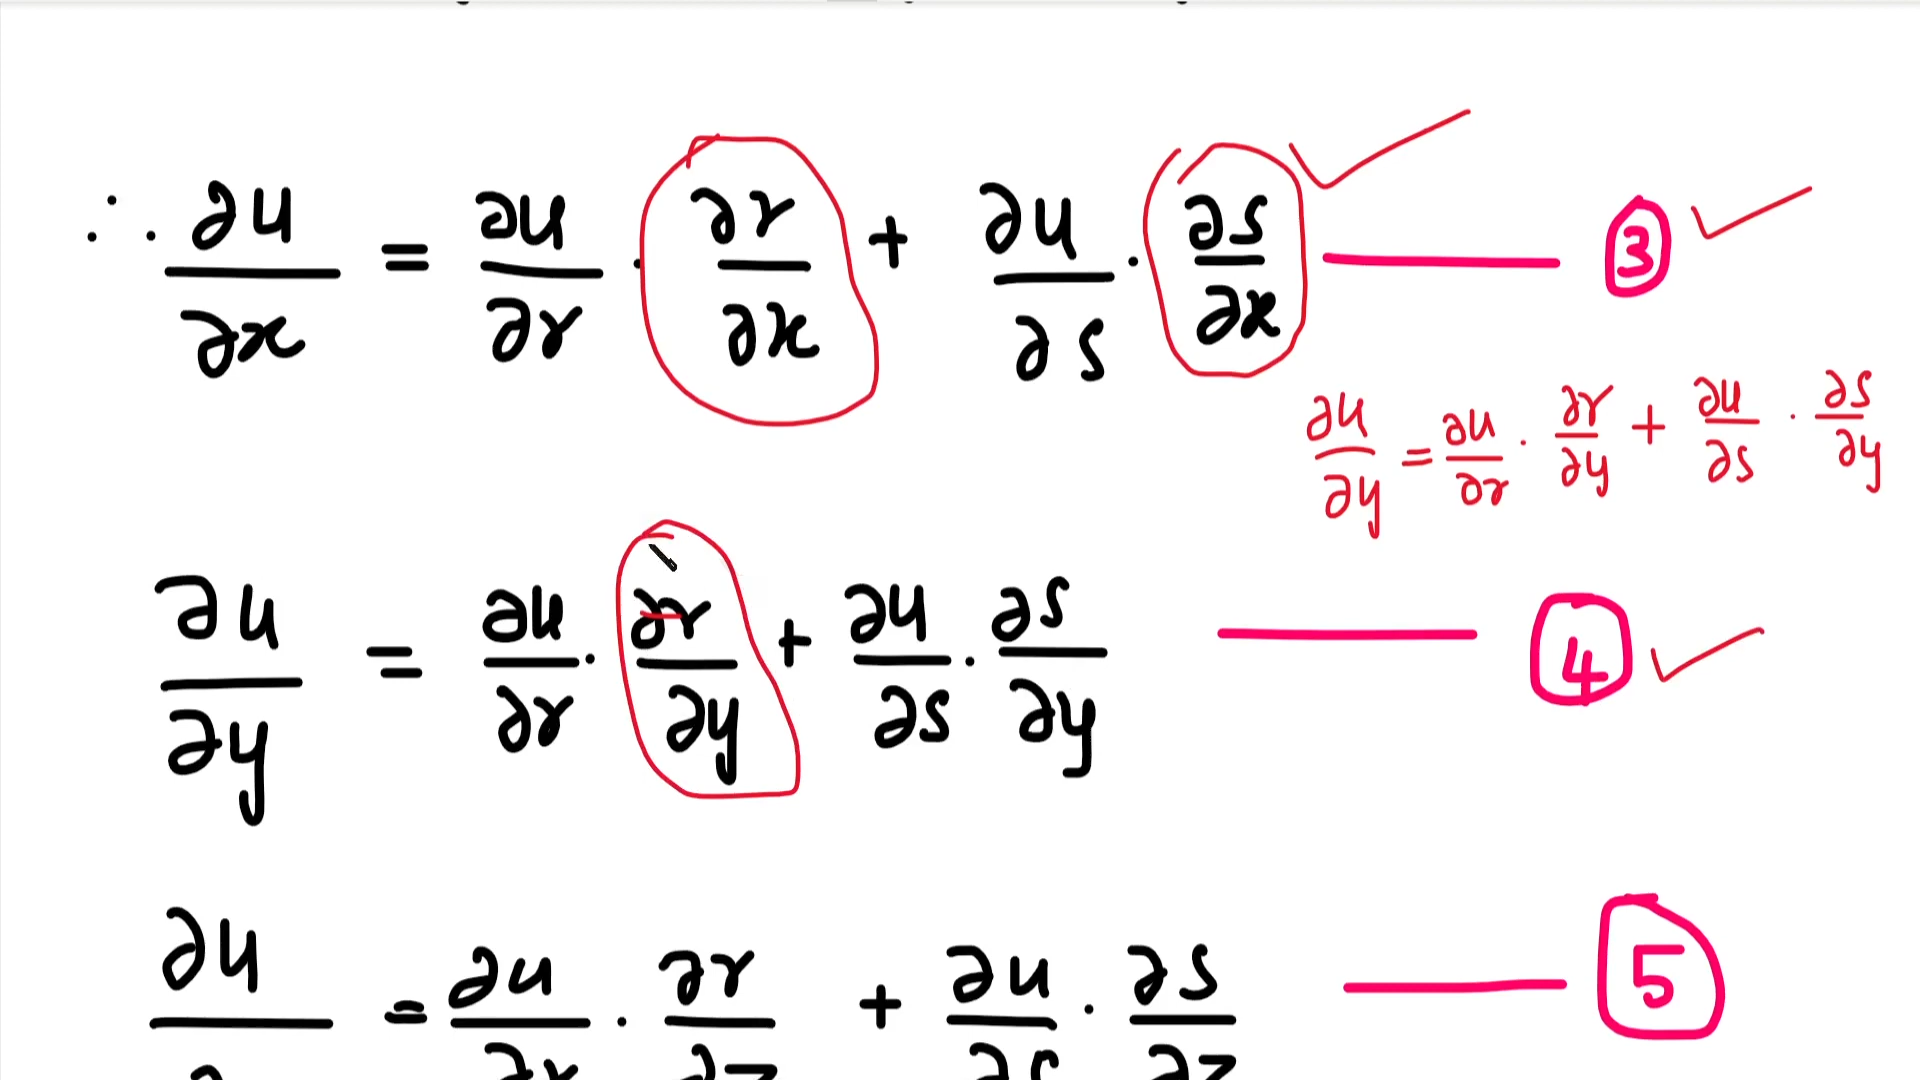 ∴ ∂u/∂x = ∂u/∂r · ∂r/∂x + ∂u/∂s · ∂s/∂x —— ③
∂u/∂y = ∂u/∂r · ∂r/∂y + ∂u/∂s · ∂s/∂y
∂u/∂y = ∂u/∂r · ∂r/∂y + ∂u/∂s · ∂s/∂y —— ④
∂u/∂ = ∂u/∂r · ∂r/∂z + ∂u/∂s · ∂s/∂z —— ⑤